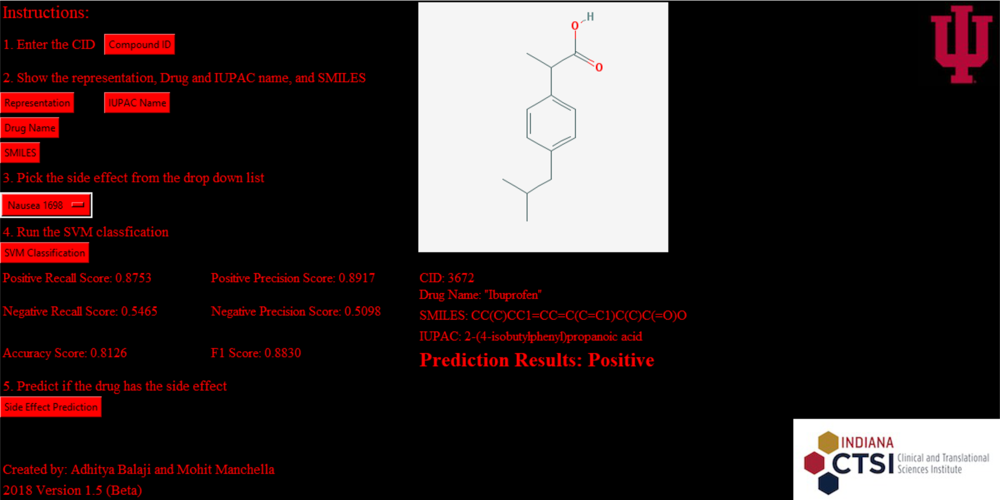 Instructions:
1. Enter the CID
Compound ID
2. Show the representation, Drug and IUPAC name, and SMILES
Representation
IUPAC Name
Drug Name
SMILES
3. Pick the side effect from the drop down list
Nausea 1698
4. Run the SVM classfication
SVM Classification
Positive Recall Score: 0.8753
Positive Precision Score: 0.8917
Negative Recall Score: 0.5465
Negative Precision Score: 0.5098
Accuracy Score: 0.8126
F1 Score: 0.8830
5. Predict if the drug has the side effect
Side Effect Prediction
Created by: Adhitya Balaji and Mohit Manchella
2018 Version 1.5 (Beta)
H
O
O
CID: 3672
Drug Name: "Ibuprofen"
SMILES: CC(C)CC1=CC=C(C=C1)C(C)C(=O)O
IUPAC: 2-(4-isobutylphenyl)propanoic acid
Prediction Results: Positive
INDIANA
CTSI
Clinical and Translational
Sciences Institute